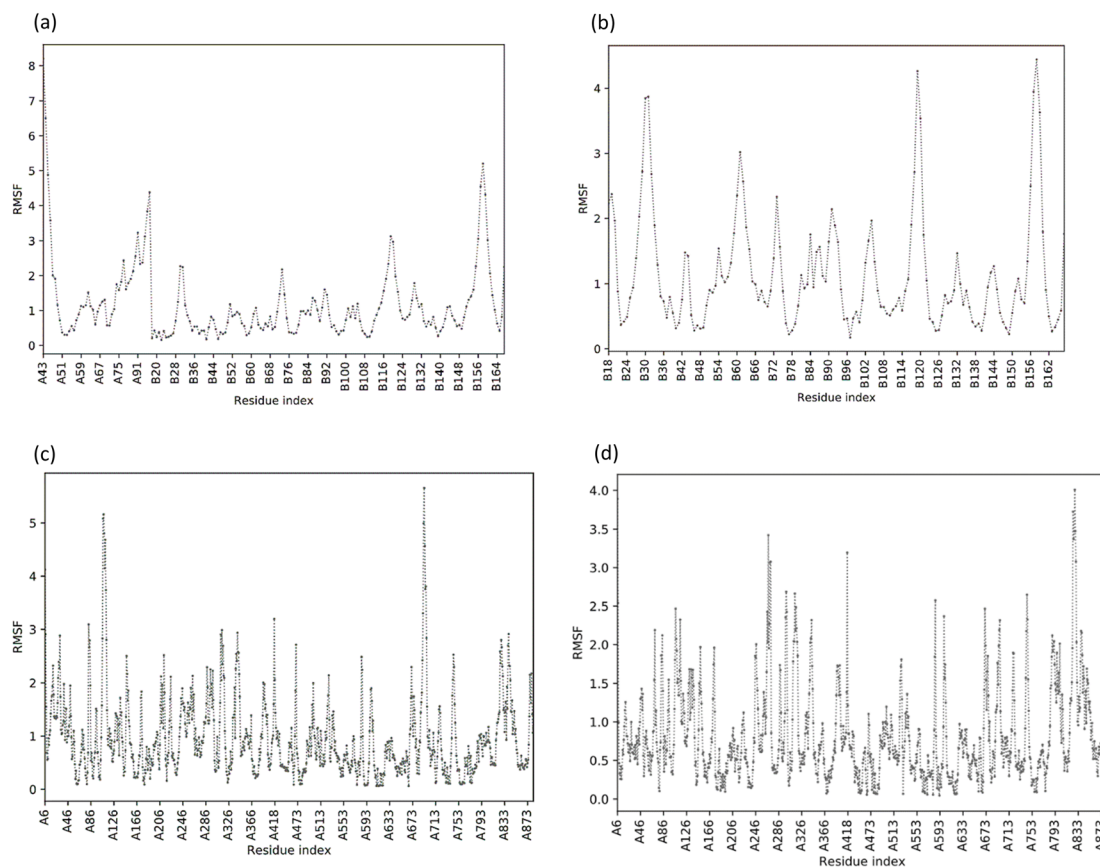 (a)
RMSF
8
7
6
5
4
3
2
1
0
A43 A51 A59 A67 A75 A91 B20 B28 B36 B44 B52 B60 B68 B76 B84 B92 B100 B108 B116 B124 B132 B140 B148 B156 B164
Residue index
(b)
RMSF
4
3
2
1
0
B18 B24 B30 B36 B42 B48 B54 B60 B66 B72 B78 B84 B90 B96 B102 B108 B114 B120 B126 B132 B138 B144 B150 B156 B162
Residue index
(c)
RMSF
5
4
3
2
1
0
A6 A46 A86 A126 A166 A206 A246 A286 A326 A378 A418 A473 A513 A553 A593 A633 A673 A713 A753 A793 A833 A873
Residue index
(d)
RMSF
4.0
3.5
3.0
2.5
2.0
1.5
1.0
0.5
0.0
A6 A46 A86 A126 A166 A206 A246 A286 A326 A366 A418 A473 A513 A553 A593 A633 A673 A713 A753 A793 A833 A873
Residue index